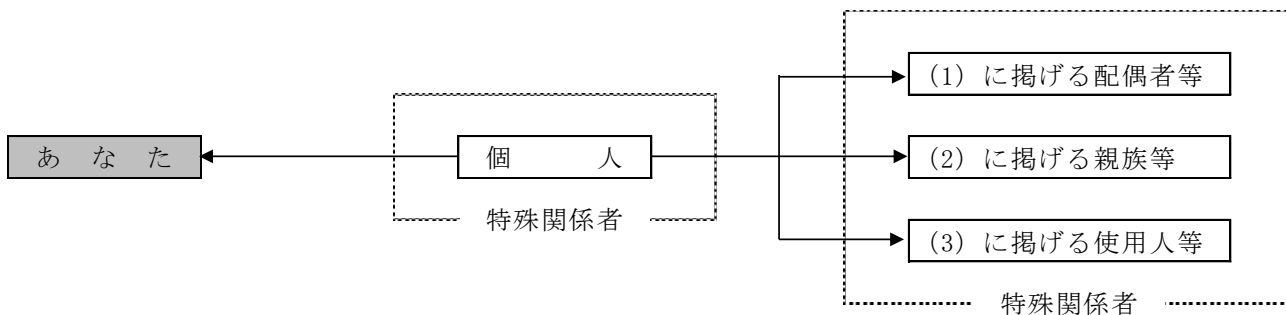 あなた
個人
特殊関係者
(1) に掲げる配偶者等
(2) に掲げる親族等
(3) に掲げる使用人等
特殊関係者